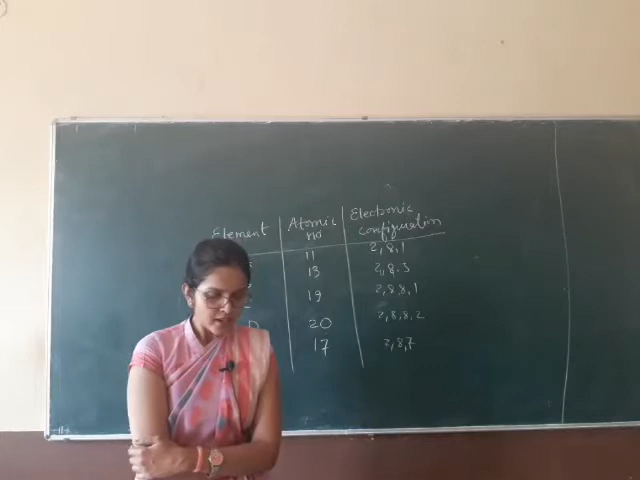 Element Atomic no Electronic configuration
11 2,8,1
13 2,8,3
19 2,8,8,1
D 20 2,8,8,2
17 2,8,7